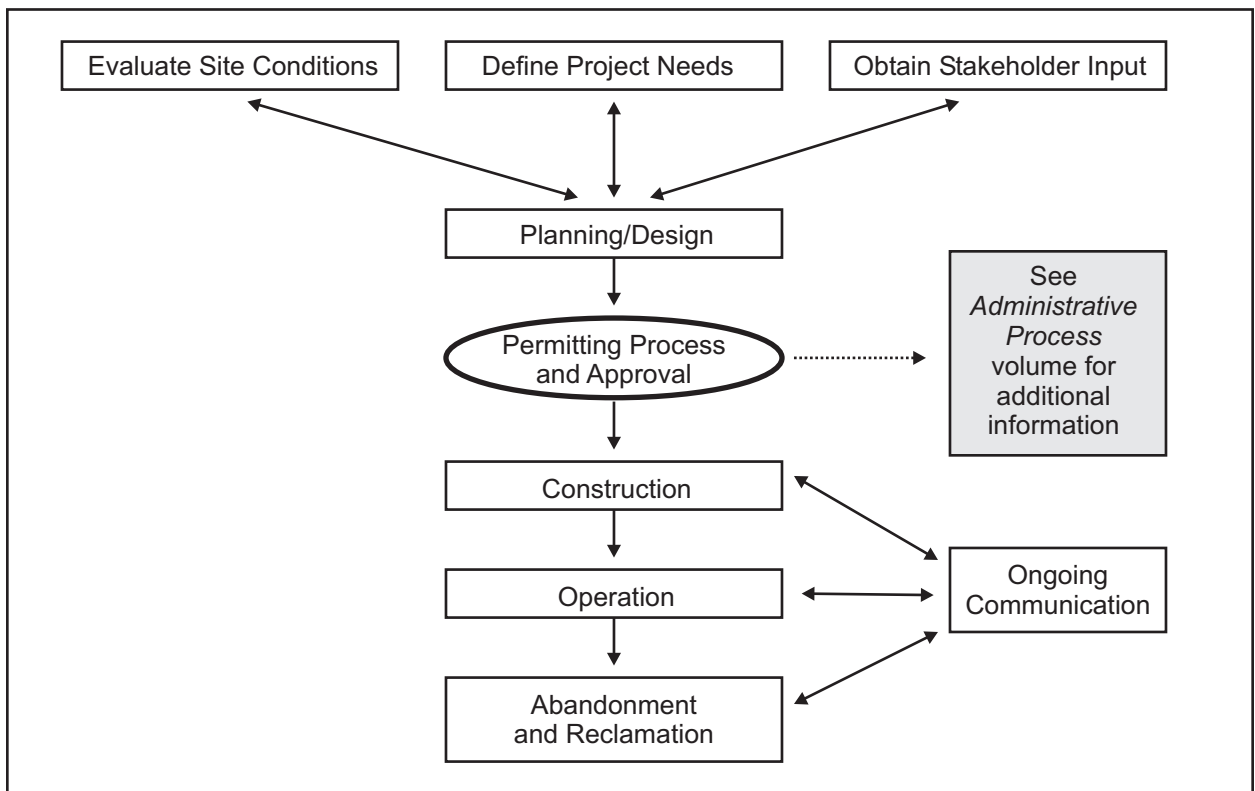 Evaluate Site Conditions
Define Project Needs
Obtain Stakeholder Input
Planning/Design
Permitting Process
and Approval
See
Administrative
Process
volume for
additional
information
Construction
Operation
Ongoing
Communication
Abandonment
and Reclamation